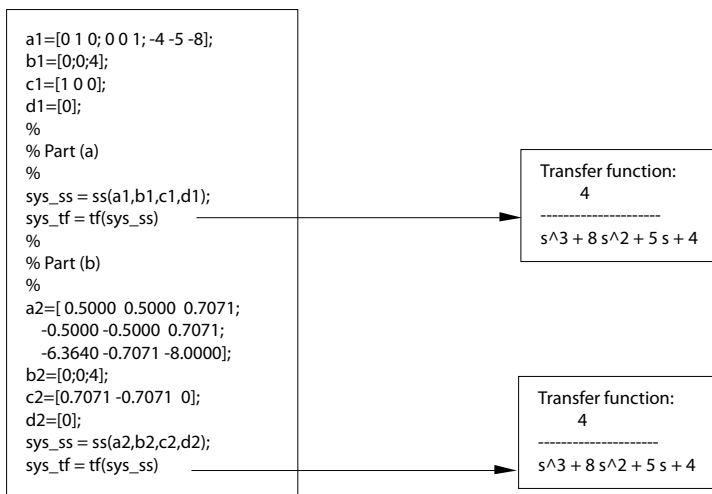 a1=[0 1 0; 0 0 1; -4 -5 -8];
b1=[0;0;4];
c1=[1 0 0];
d1=[0];
%
% Part (a)
%
sys_ss = ss(a1,b1,c1,d1);
sys_tf = tf(sys_ss)
%
% Part (b)
%
a2=[ 0.5000 0.5000 0.7071;
-0.5000 -0.5000 0.7071;
-6.3640 -0.7071 -8.0000];
b2=[0;0;4];
c2=[0.7071 -0.7071 0];
d2=[0];
sys_ss = ss(a2,b2,c2,d2);
sys_tf = tf(sys_ss)
Transfer function:
4
---------------------
s^3 + 8 s^2 + 5 s + 4
Transfer function:
4
---------------------
s^3 + 8 s^2 + 5 s + 4